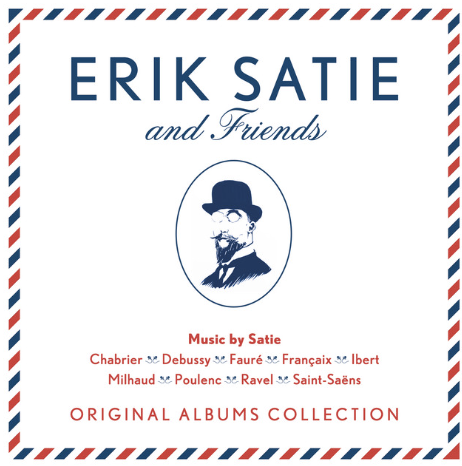 ERIK SATIE
and Friends
Music by Satie
Chabrier Debussy Fauré Françaix Ibert
Milhaud Poulenc Ravel Saint-Saëns
ORIGINAL ALBUMS COLLECTION